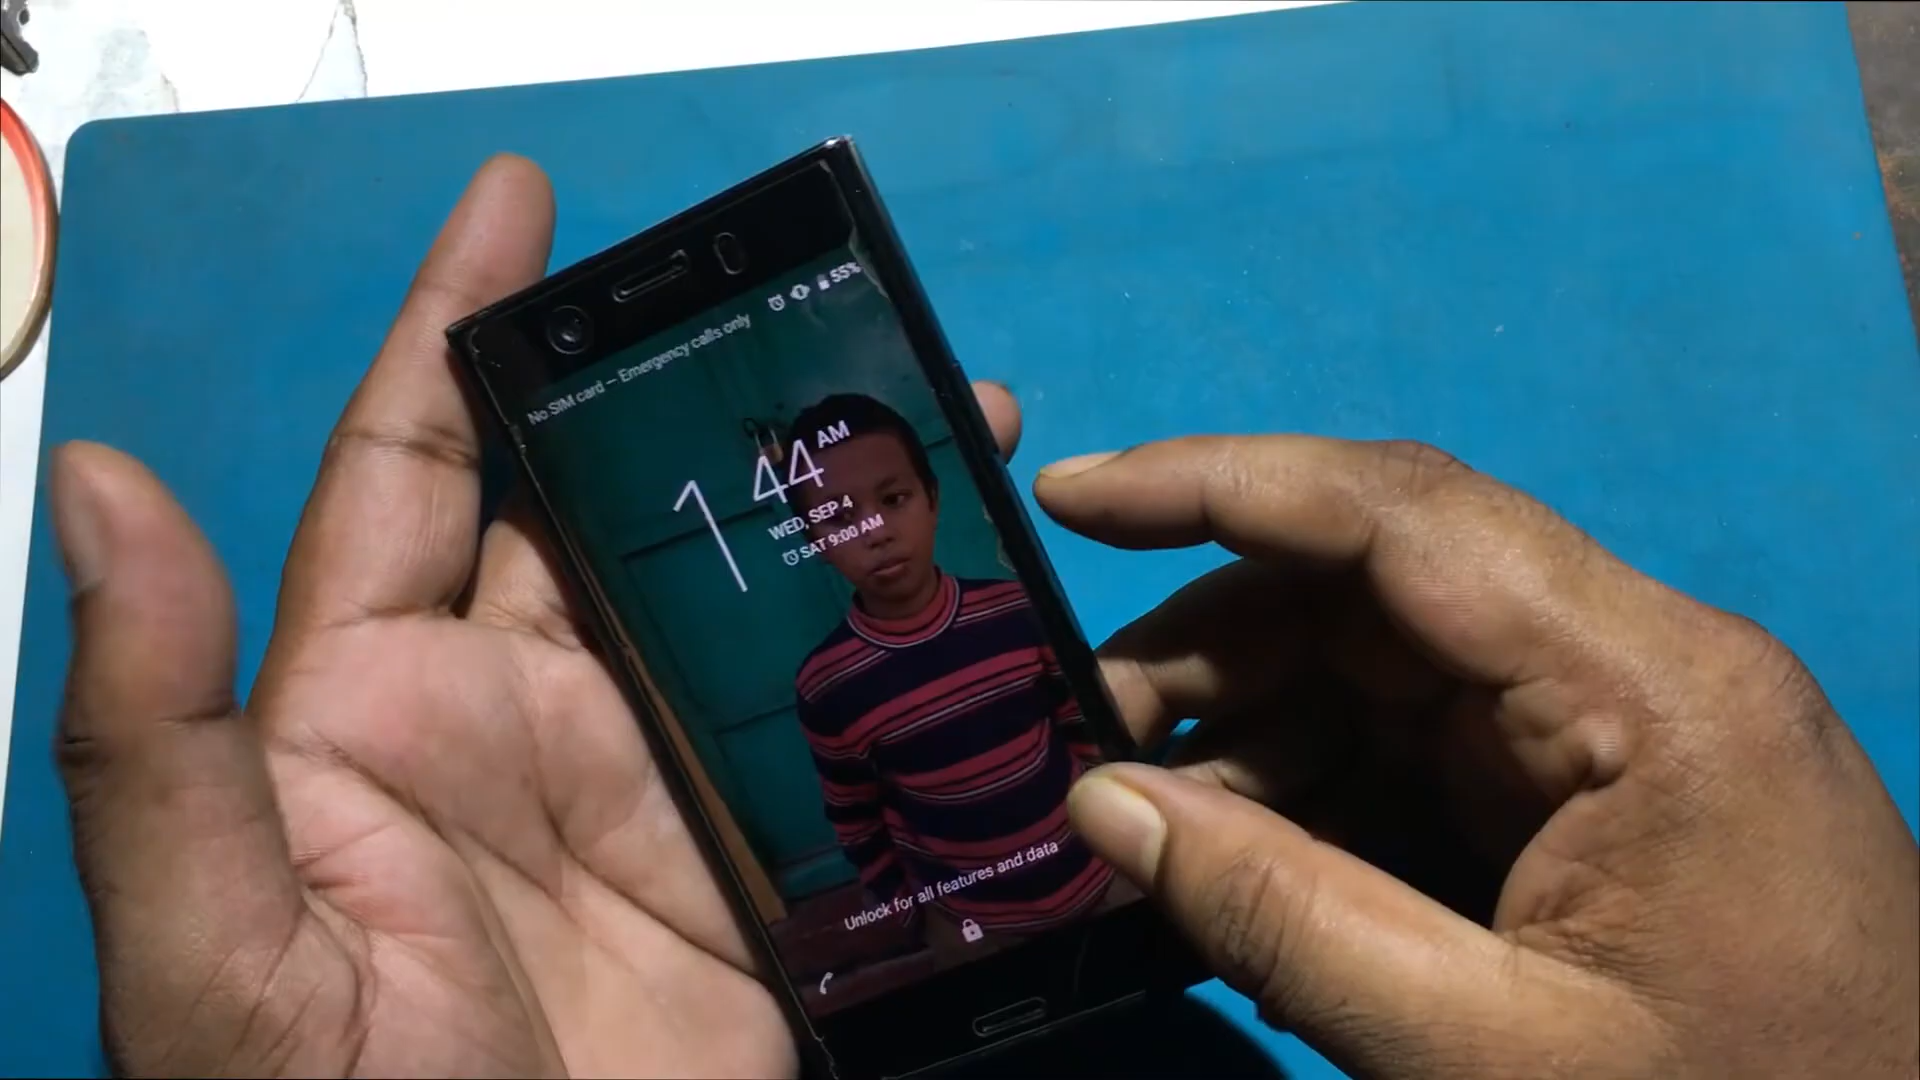 55%
No SIM card – Emergency calls only
1 44 AM
WED, SEP 4
SAT 9:00 AM
Unlock for all features and data